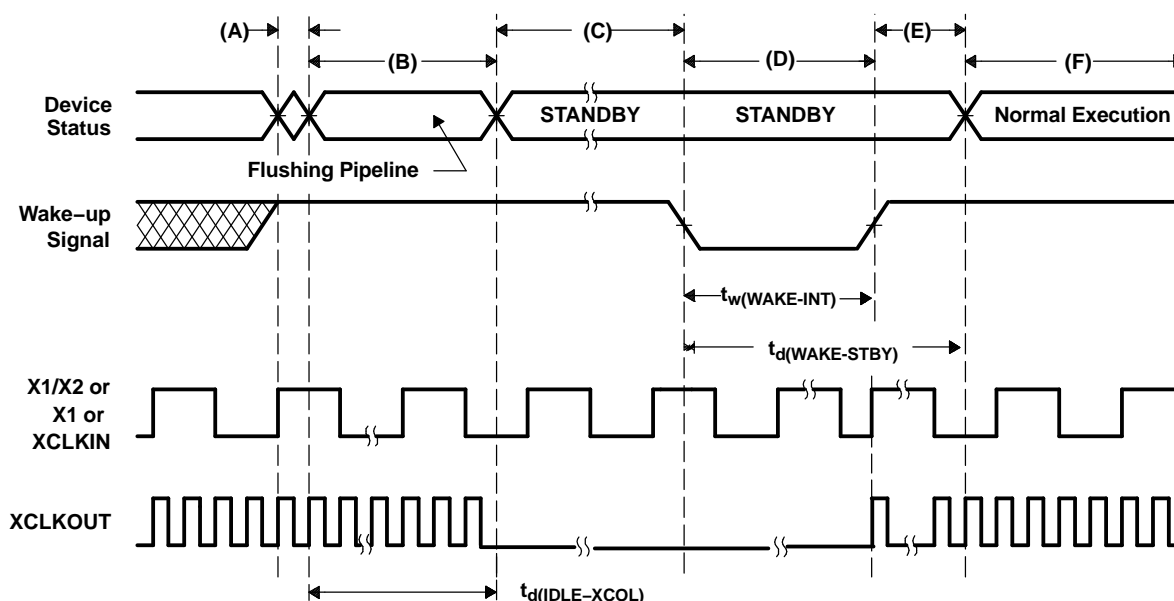 (A)
(C)
(E)
(B)
(D)
(F)
Device
Status
STANDBY
STANDBY
Normal Execution
Flushing Pipeline
Wake−up
Signal
tw(WAKE-INT)
td(WAKE-STBY)
X1/X2 or
X1 or
XCLKIN
XCLKOUT
td(IDLE−XCOL)